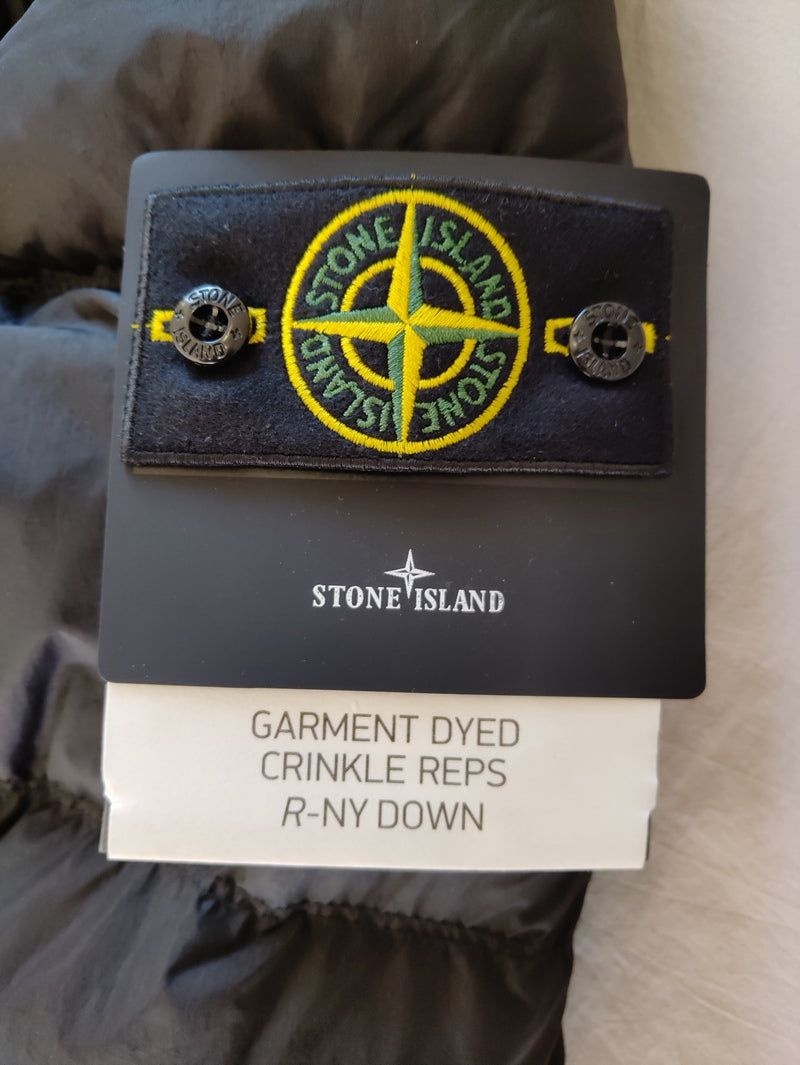 STONE ISLAND
STONE ISLAND
STONE
ISLAND
STONE
ISLAND
STONE ISLAND
GARMENT DYED
CRINKLE REPS
R-NY DOWN